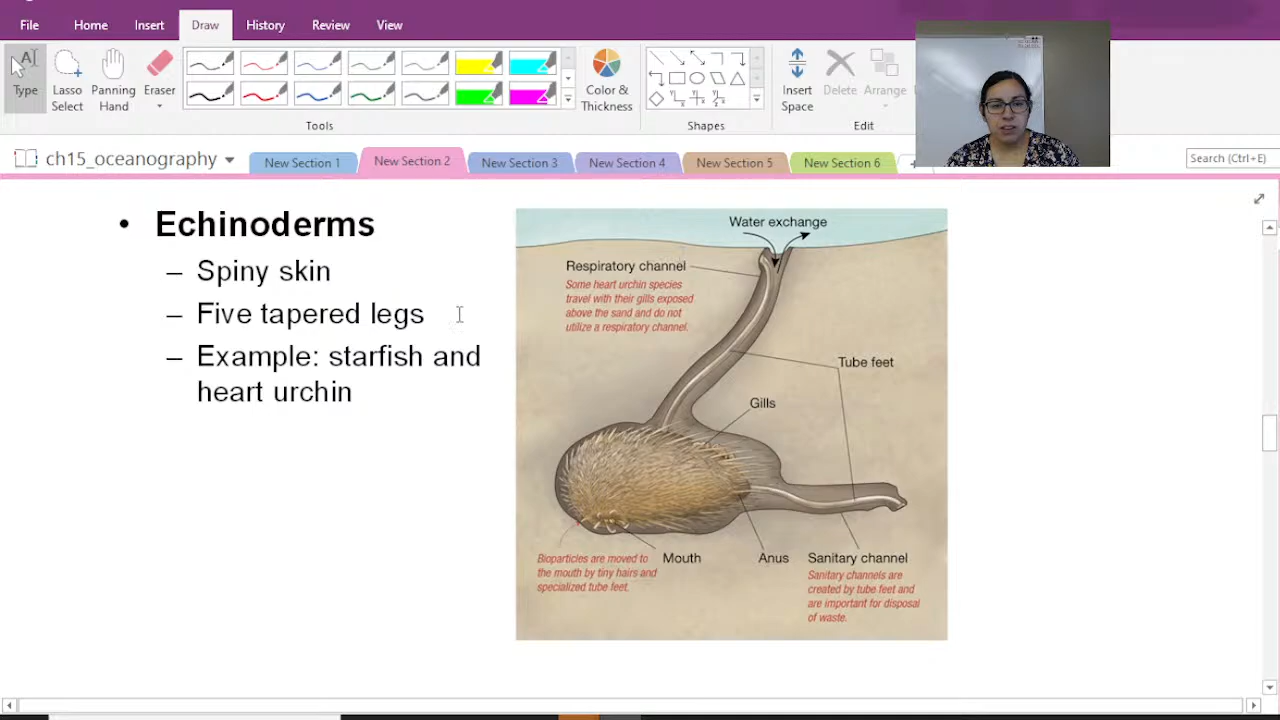 File Home Insert Draw History Review View
Type
Lasso Select
Panning Hand
Eraser
Color & Thickness
Insert Space
Delete
Arrange
Tools
Shapes
Edit
ch15_oceanography
New Section 1
New Section 2
New Section 3
New Section 4
New Section 5
New Section 6
Search (Ctrl+E)
• Echinoderms
– Spiny skin
– Five tapered legs
– Example: starfish and
heart urchin
Water exchange
Respiratory channel
Some heart urchin species
travel with their gills exposed
above the sand and do not
utilize a respiratory channel.
Tube feet
Gills
Bioparticles are moved to
the mouth by tiny hairs and
specialized tube feet.
Mouth
Anus
Sanitary channel
Sanitary channels are
created by tube feet and
are important for disposal
of waste.